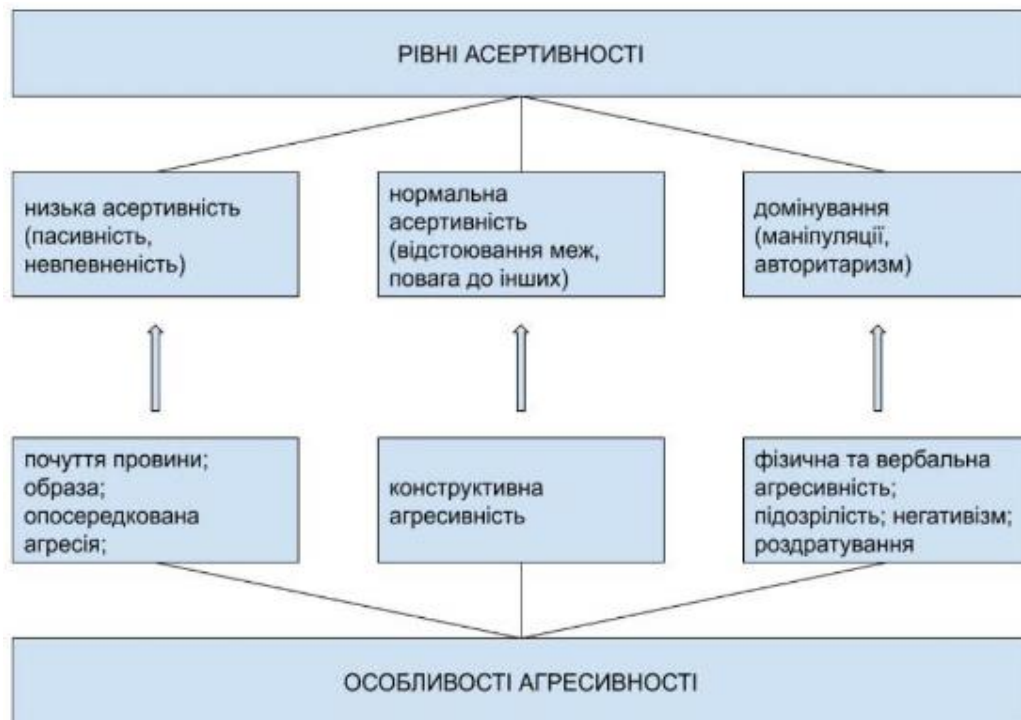 РІВНІ АСЕРТИВНОСТІ
низька асертивність
(пасивність,
невпевненість)
нормальна
асертивність
(відстоювання меж,
повага до інших)
домінування
(маніпуляції,
авторитаризм)
почуття провини;
образа;
опосередкована
агресія;
конструктивна
агресивність
фізична та вербальна
агресивність;
підозрілість; негативізм;
роздратування
ОСОБЛИВОСТІ АГРЕСИВНОСТІ